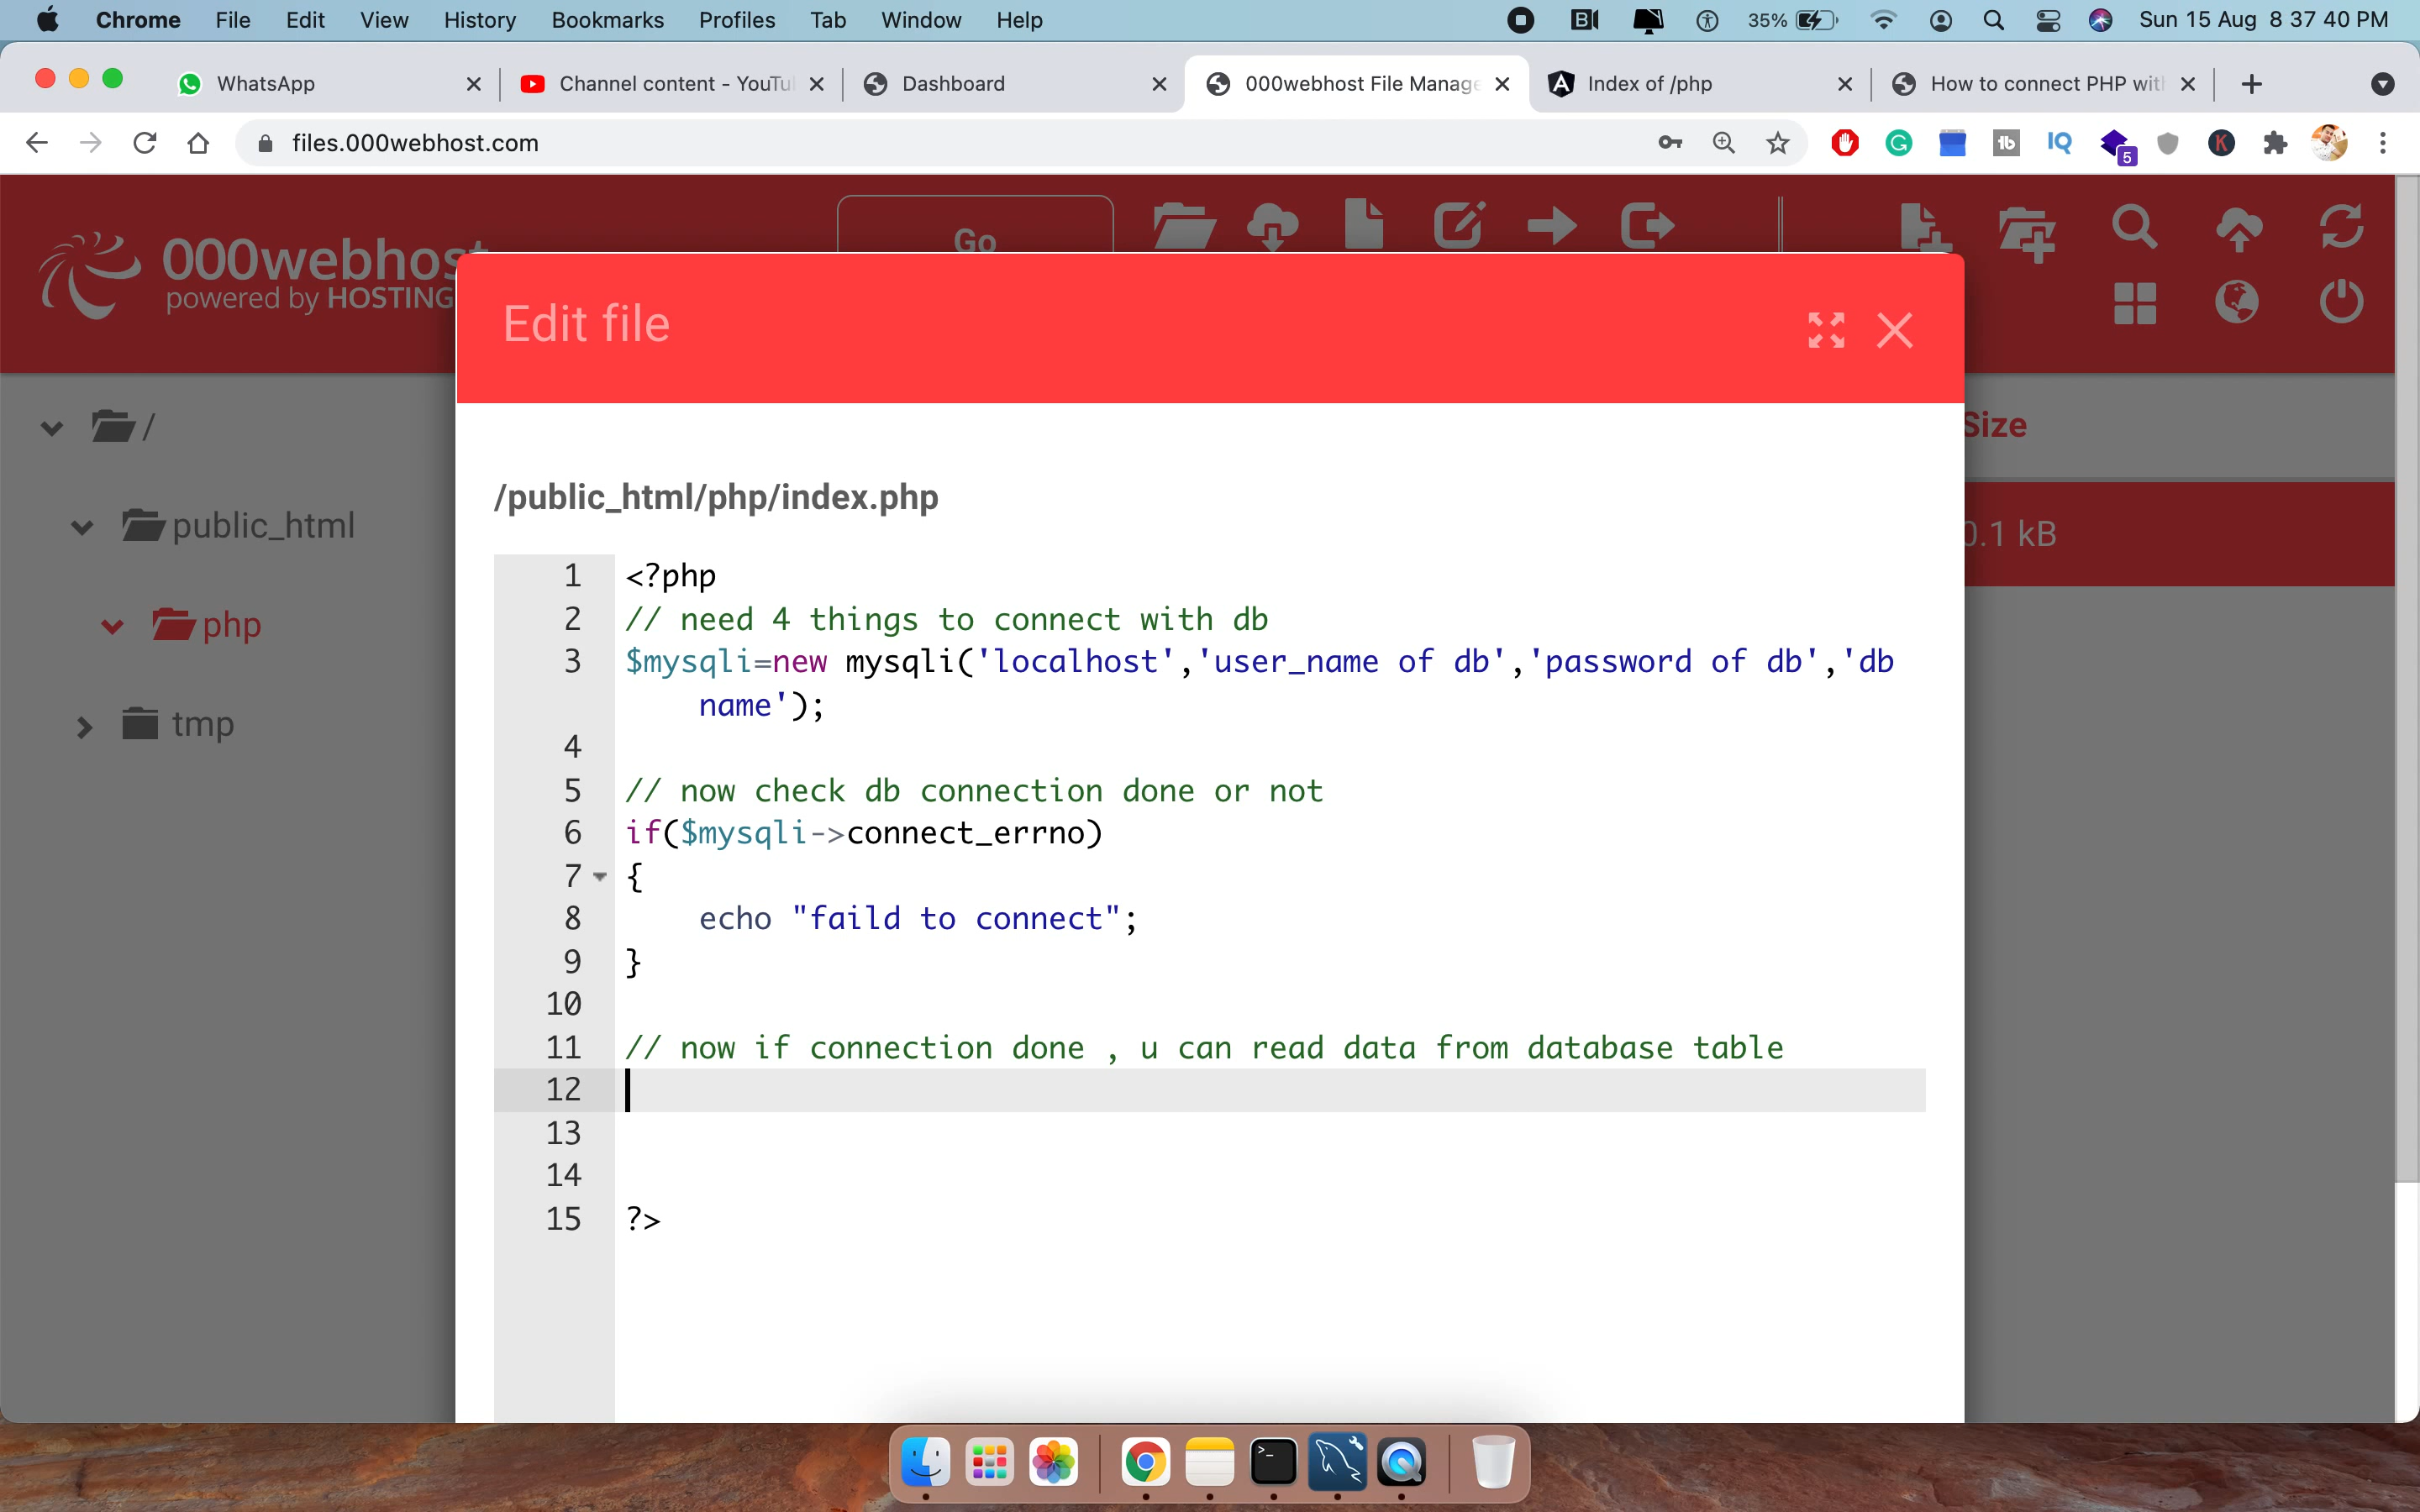 Chrome File Edit View History Bookmarks Profiles Tab Window Help 35% Sun 15 Aug 8 37 40 PM
WhatsApp Channel content - YouTu Dashboard 000webhost File Manage Index of /php How to connect PHP wit
files.000webhost.com 5
Go
000webhost
powered by HOSTING
Edit file
/
Size
/public_html/php/index.php
public_html
0.1 kB
php
tmp
1 <?php
2 // need 4 things to connect with db
3 $mysqli=new mysqli('localhost','user_name of db','password of db','db
name');
4
5 // now check db connection done or not
6 if($mysqli->connect_errno)
7 {
8 echo "faild to connect";
9 }
10
11 // now if connection done , u can read data from database table
12
13
14
15 ?>